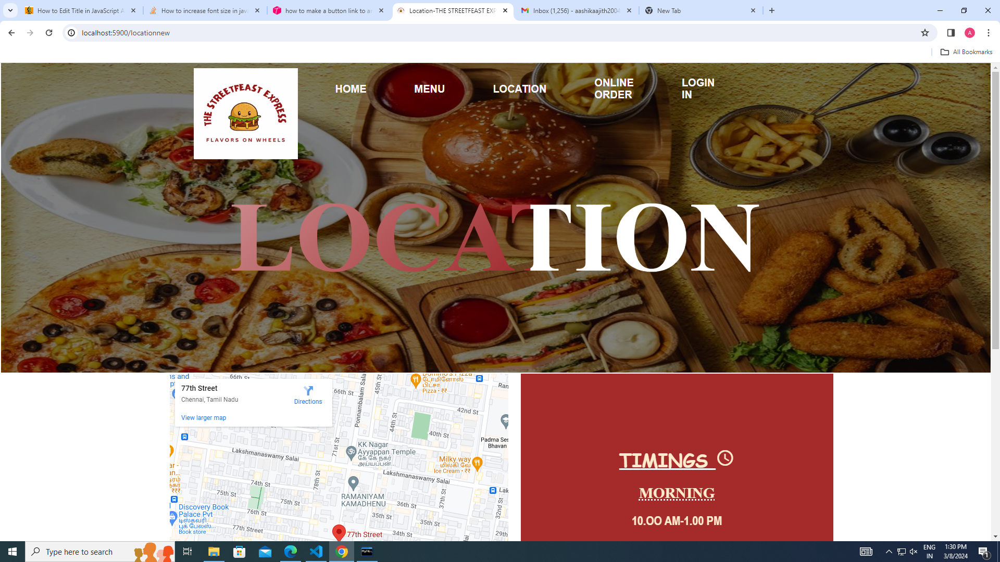 How to Edit Title in JavaScript A
How to increase font size in java
how to make a button link to an
Location-THE STREETFEAST EXP
Inbox (1,256) - aashikaajith2004
New Tab
localhost:5900/locationnew
A
All Bookmarks
THE STREETFEAST EXPRESS
FLAVORS ON WHEELS
HOME
MENU
LOCATION
ONLINE
ORDER
LOGIN
IN
LOCATION
77th Street
Chennai, Tamil Nadu
Directions
View larger map
ns and
66th St
66th St
Ponnambalam Salai
45th St
Domino's Pizza
டோமினோஸ்
பிட்சா
Pizza • ₹₹
Ran
42nd St
44th St
40th St
71st St
Padma Ses
Bhavan
Lakshmanaswamy Salai
KK Nagar
Ayyappan Temple
கே கே நகர்
அய்யப்பன்...
Milky way
மில்கி வே
Ice Cream • ₹₹
ar -
an...
நகர்
₹₹₹
Lakshmanaswamy Salai
78th St
74th St
75th St
75th St
76th St
77th Street
RAMANIYAM
KAMADHENU
36th St
37th St
35th St
35th St
34th St
32nd St
29th
Lak
Discovery Book
Palace Pvt
டிஸ்கவரி
புக் பேலஸ்...
Book store
77th Street
TIMINGS
MORNING
10.OO AM-1.00 PM
Type here to search
MySQL
ENG
IN
1:30 PM
3/8/2024
1